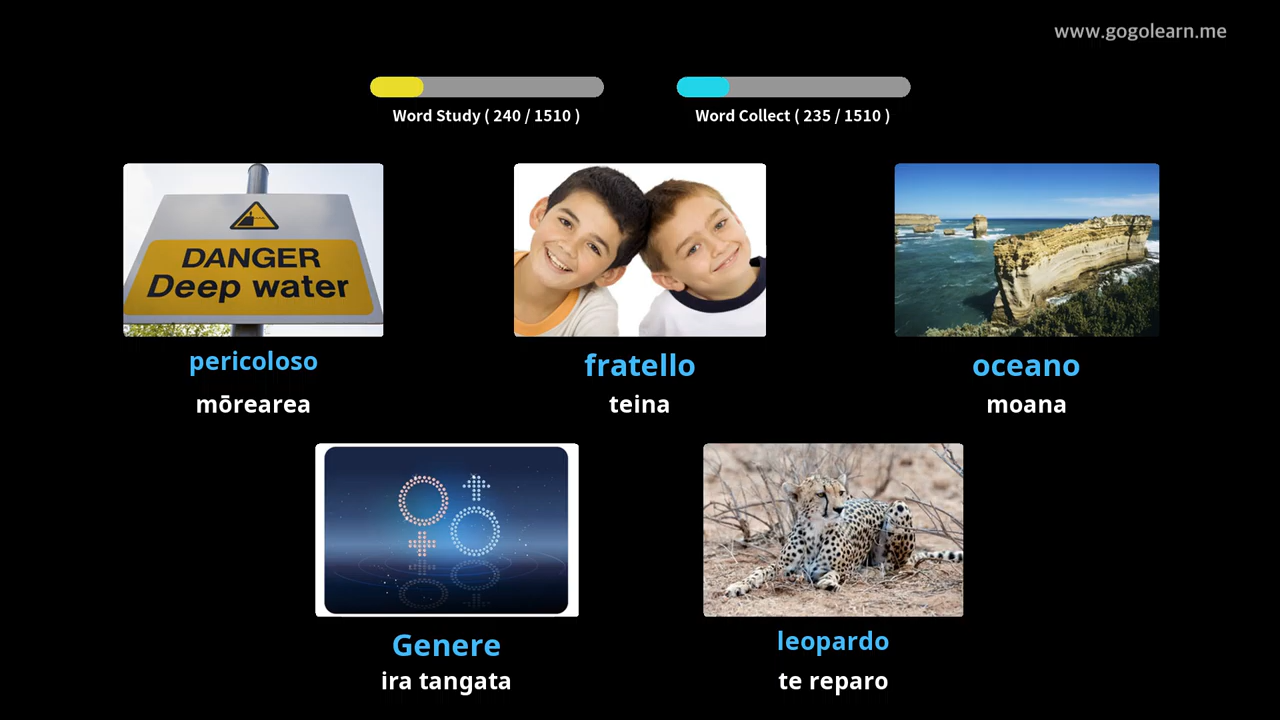 www.gogolearn.me
Word Study ( 240 / 1510 )
Word Collect ( 235 / 1510 )
DANGER
Deep water
pericoloso
fratello
oceano
mōrearea
teina
moana
Genere
leopardo
ira tangata
te reparo